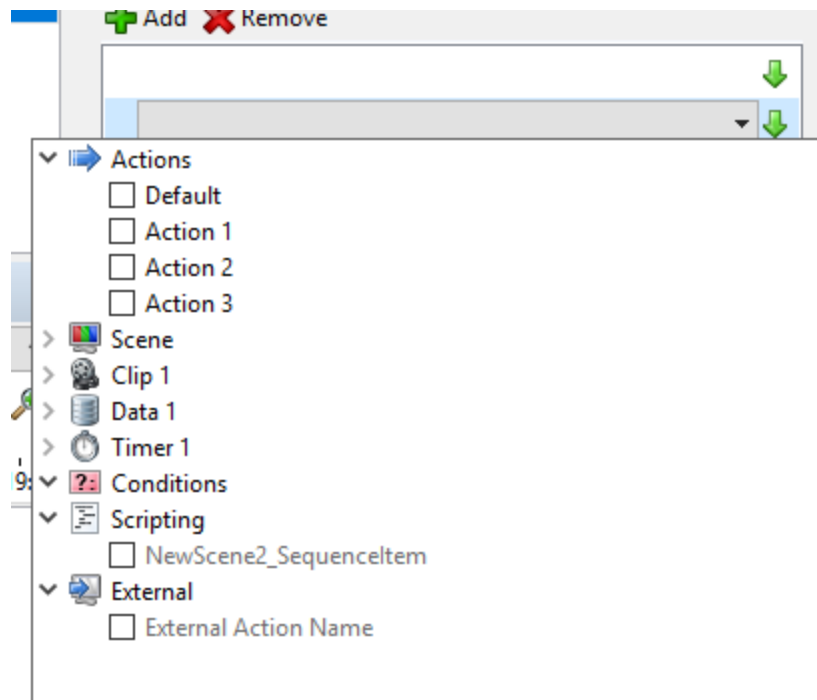 Add Remove
Actions
Default
Action 1
Action 2
Action 3
Scene
Clip 1
Data 1
Timer 1
9:
?: Conditions
Scripting
NewScene2_SequenceItem
External
External Action Name